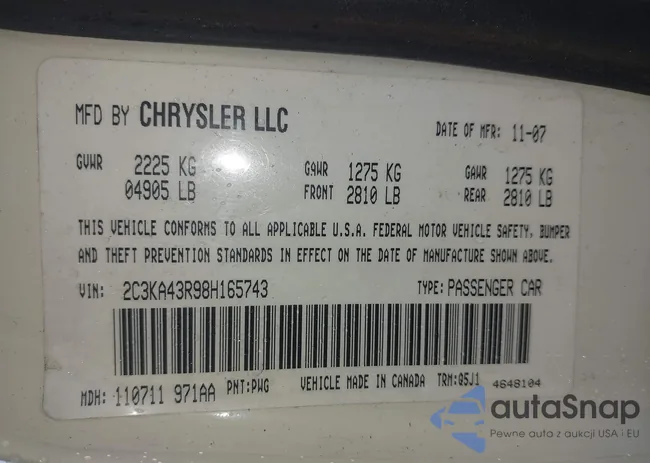 MFD BY CHRYSLER LLC
DATE OF MFR: 11-07
GVWR 2225 KG
04905 LB
GAWR 1275 KG
FRONT 2810 LB
GAWR 1275 KG
REAR 2810 LB
THIS VEHICLE CONFORMS TO ALL APPLICABLE U.S.A. FEDERAL MOTOR VEHICLE SAFETY, BUMPER
AND THEFT PREVENTION STANDARDS IN EFFECT ON THE DATE OF MANUFACTURE SHOWN ABOVE.
VIN: 2C3KA43R98H165743
TYPE: PASSENGER CAR
MDH: 110711 971AA PNT:PWG VEHICLE MADE IN CANADA TRM:Q5J1 4648104
autaSnap
Pewne auta z aukcji USA i EU